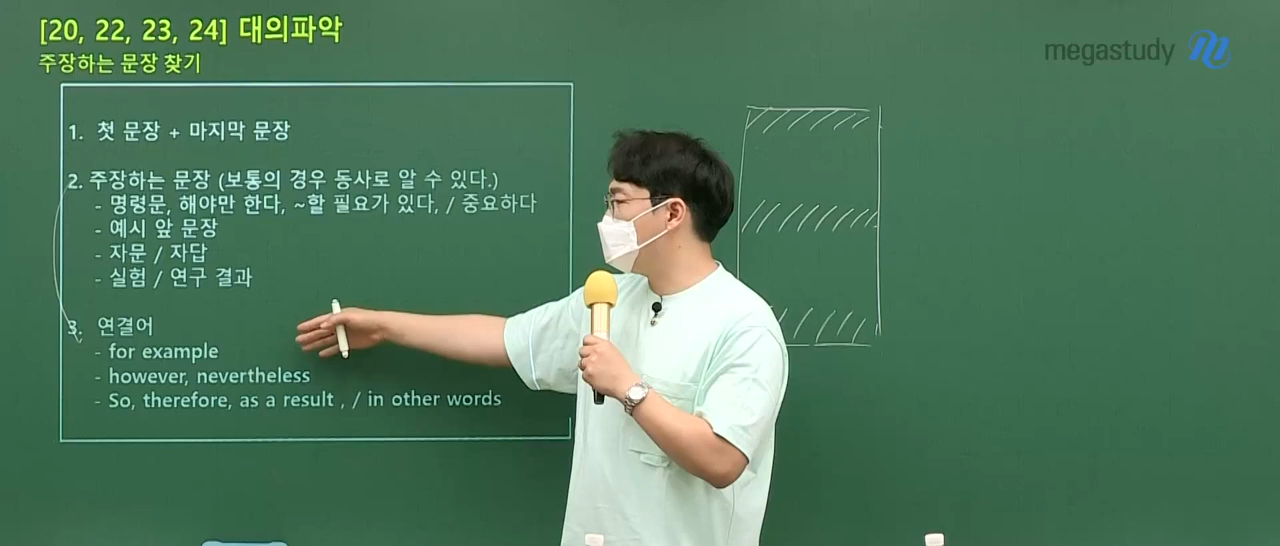 [20, 22, 23, 24] 대의파악
주장하는 문장 찾기
megastudy
1. 첫 문장 + 마지막 문장
2. 주장하는 문장 (보통의 경우 동사로 알 수 있다.)
- 명령문, 해야만 한다, ~할 필요가 있다, / 중요하다
- 예시 앞 문장
- 자문 / 자답
- 실험 / 연구 결과
3. 연결어
- for example
- however, nevertheless
- So, therefore, as a result , / in other words